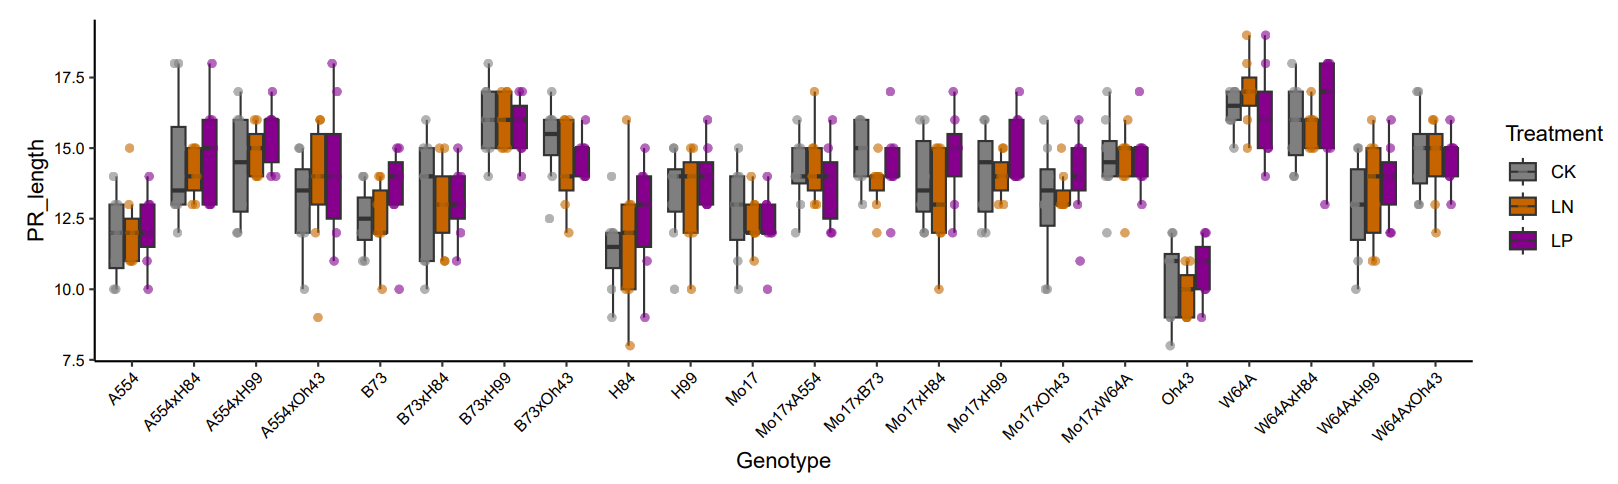 PR_length
17.5
15.0
12.5
10.0
7.5
A554
A554xH84
A554xH99
A554xOh43
B73
B73xH84
B73xH99
B73xOh43
H84
H99
Mo17
Mo17xA554
Mo17xB73
Mo17xH84
Mo17xH99
Mo17xOh43
Mo17xW64A
Oh43
W64A
W64AxH84
W64AxH99
W64AxOh43
Genotype
Treatment
CK
LN
LP